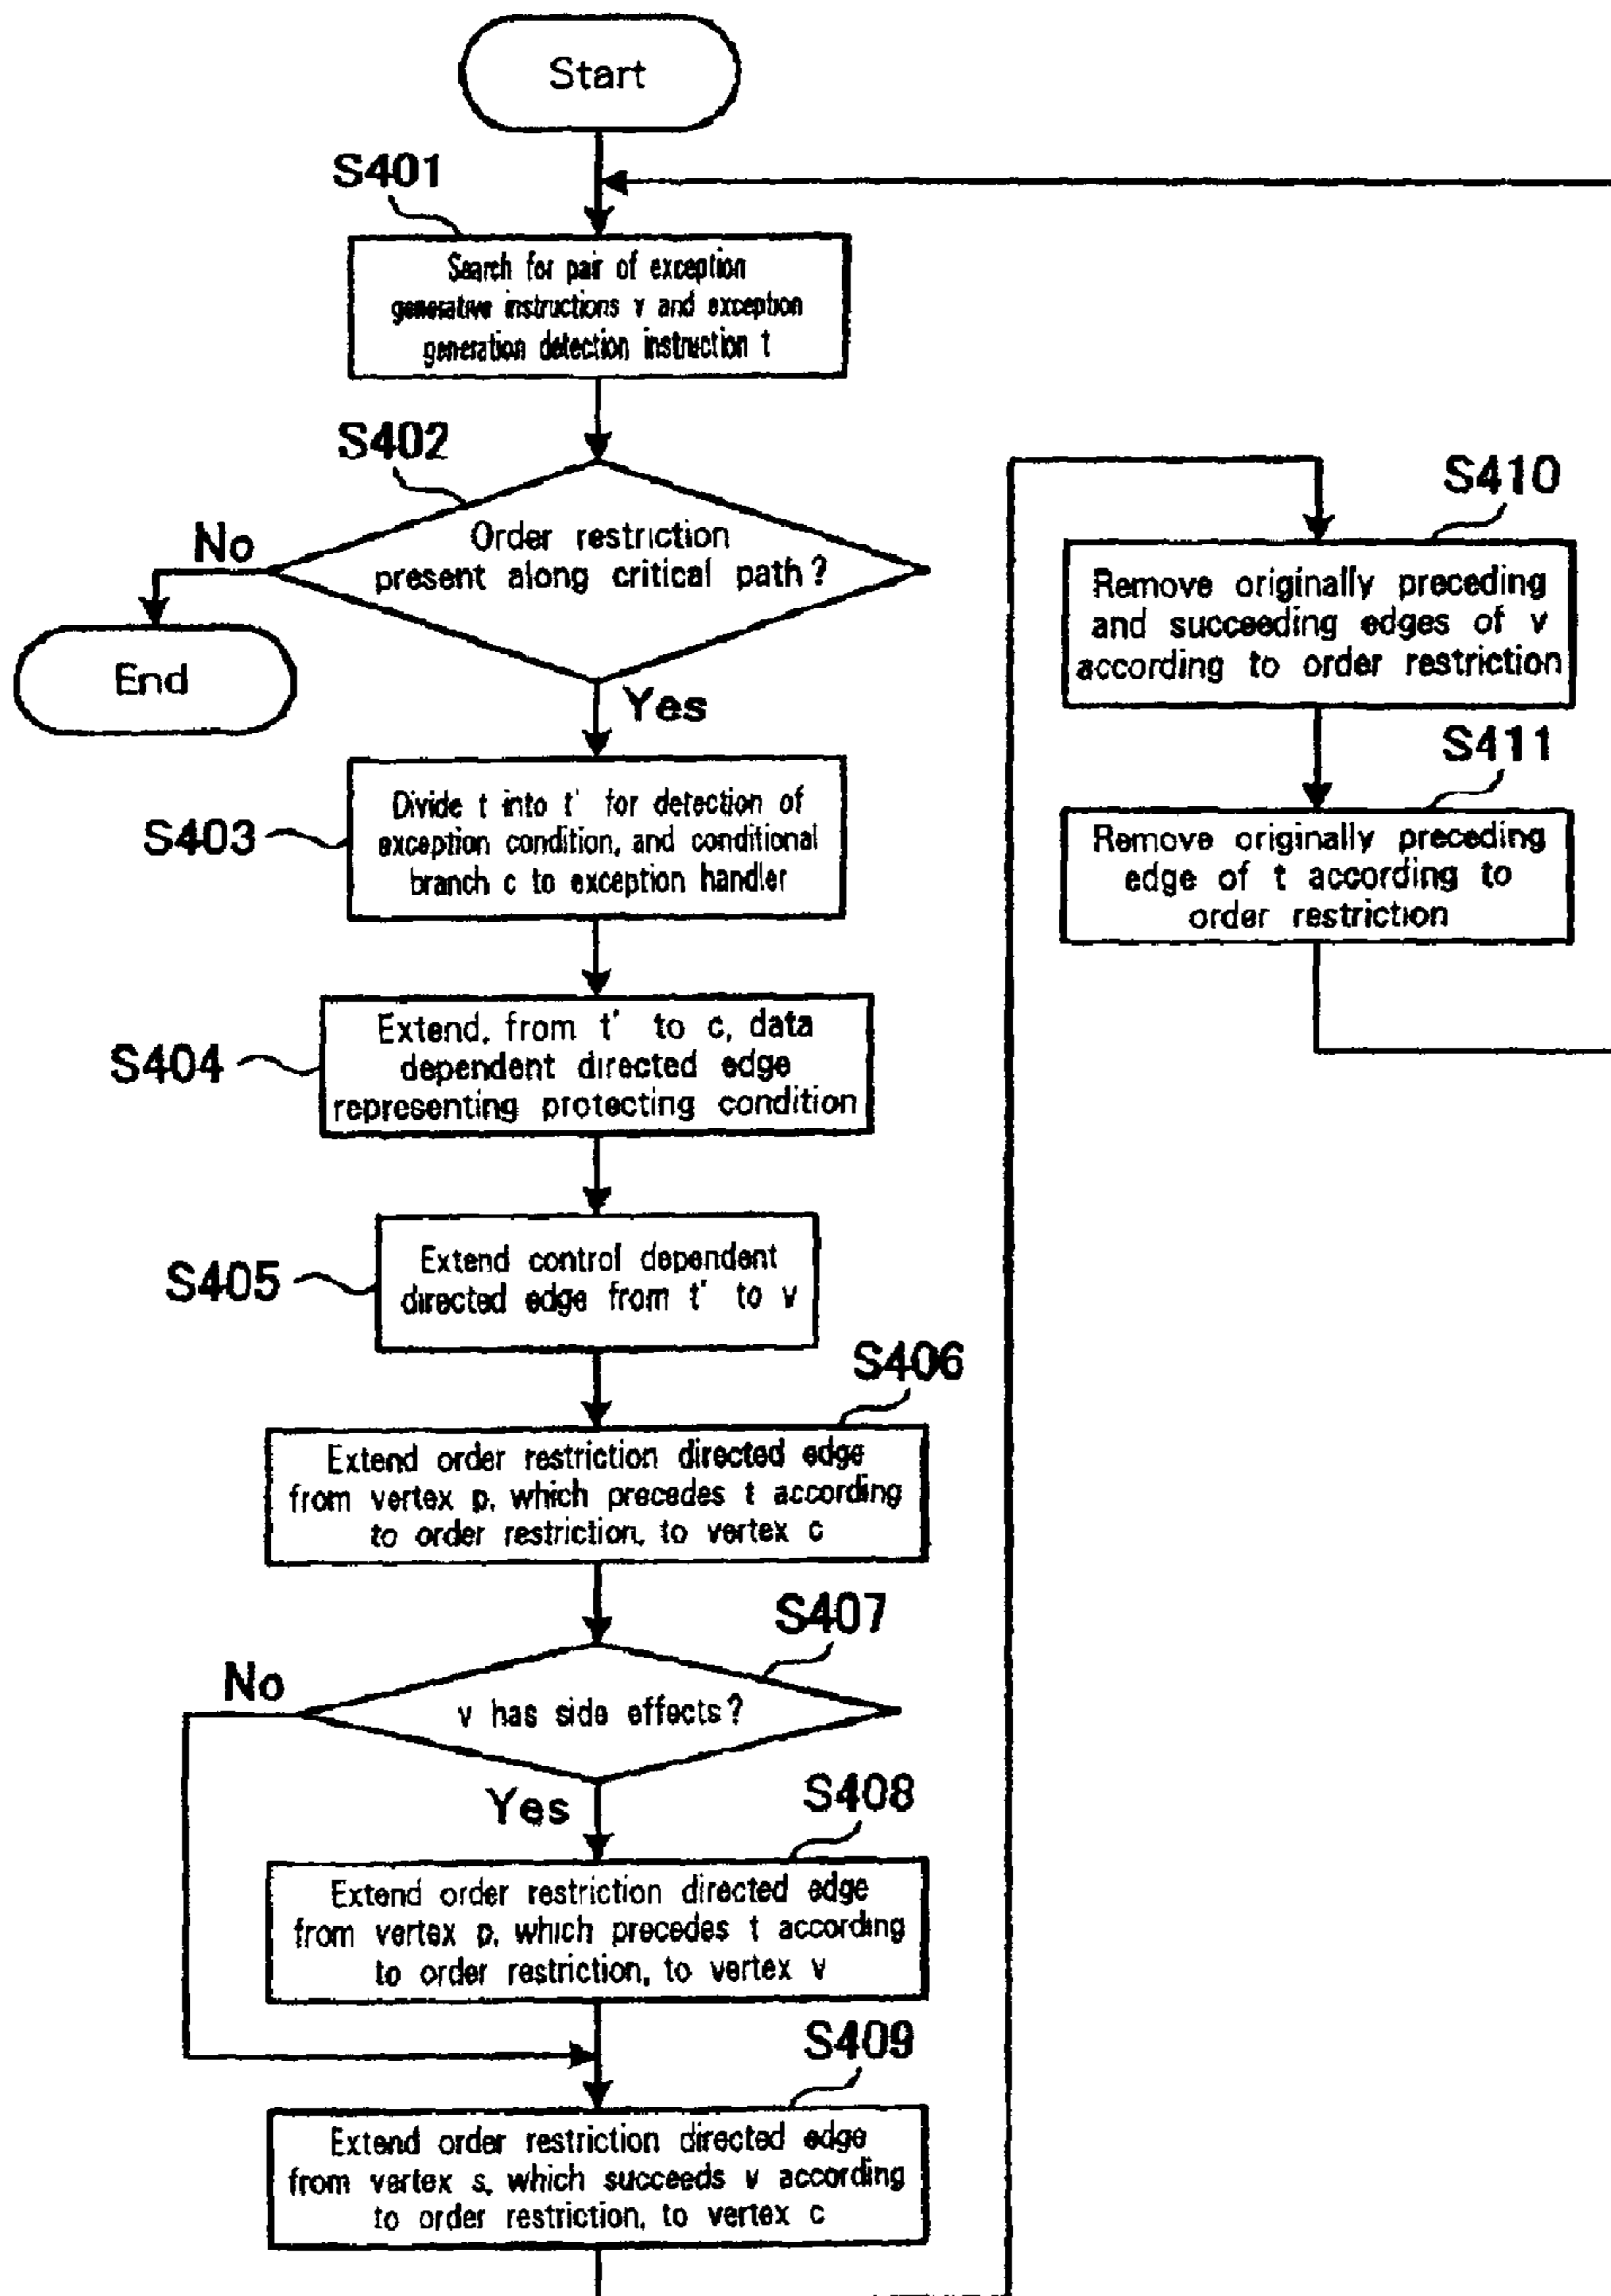 Start
S401
Search for pair of exception
generative instructions v and exception
generation detection instruction t
S402
Order restriction
present along critical path?
No
End
Yes
S403
Divide t into t' for detection of
exception condition, and conditional
branch c to exception handler
S404
Extend, from t' to c, data
dependent directed edge
representing protecting condition
S405
Extend control dependent
directed edge from t' to v
S406
Extend order restriction directed edge
from vertex p, which precedes t according
to order restriction, to vertex c
S407
v has side effects?
No
Yes
S408
Extend order restriction directed edge
from vertex p, which precedes t according
to order restriction, to vertex v
S409
Extend order restriction directed edge
from vertex s, which succeeds v according
to order restriction, to vertex c
S410
Remove originally preceding
and succeeding edges of v
according to order restriction
S411
Remove originally preceding
edge of t according to
order restriction